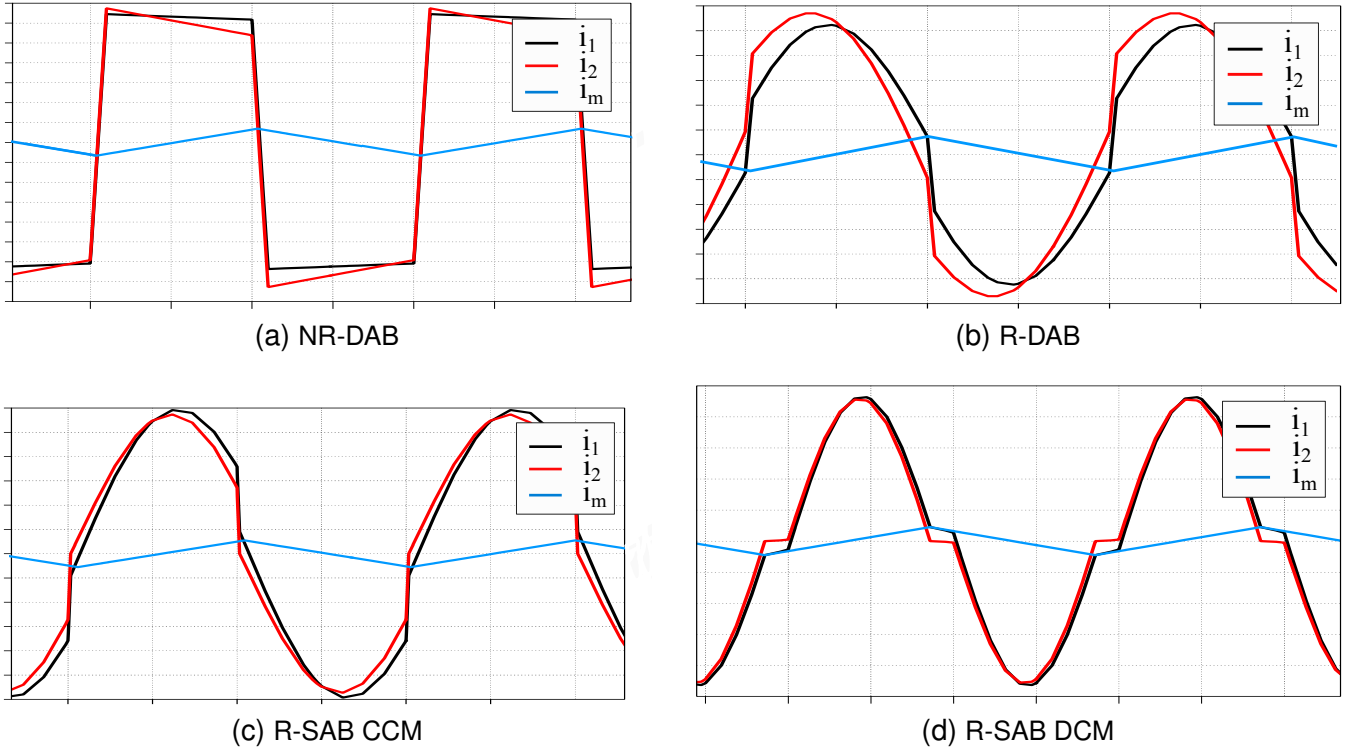 i1
i2
im
(a) NR-DAB
i1
i2
im
(b) R-DAB
i1
i2
im
(c) R-SAB CCM
i1
i2
im
(d) R-SAB DCM